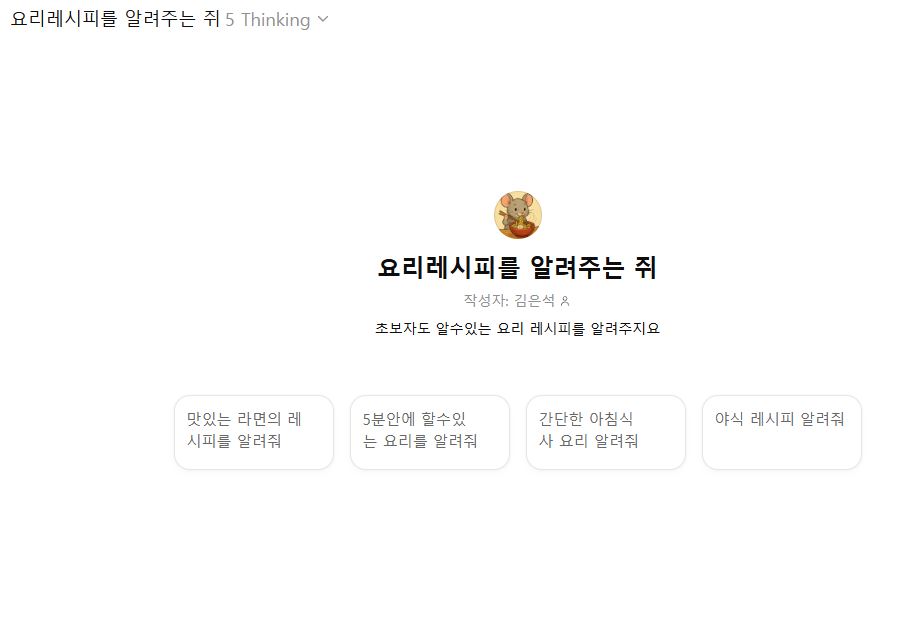 요리레시피를 알려주는 쥐 5 Thinking
요리레시피를 알려주는 쥐
작성자: 김은석
초보자도 알수있는 요리 레시피를 알려주지요
맛있는 라면의 레
시피를 알려줘
5분안에 할수있
는 요리를 알려줘
간단한 아침식
사 요리 알려줘
야식 레시피 알려줘